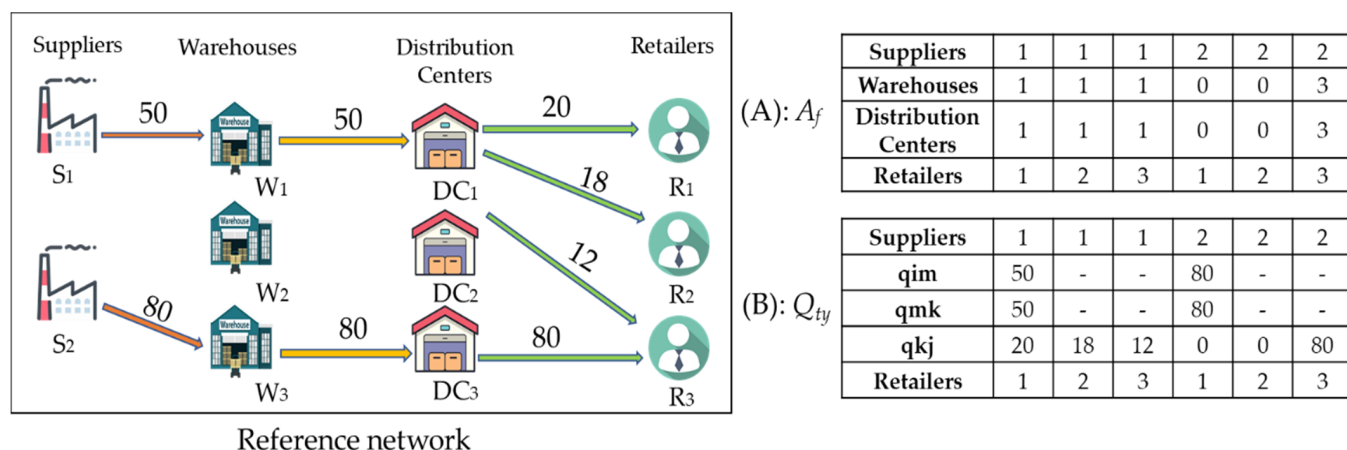 Suppliers Warehouses Distribution Centers Retailers
50 50 20
S1 W1 DC1 R1
18
12
W2 DC2 R2
80 80 80
S2 W3 DC3 R3
Reference network
(A): Af
Suppliers 1 1 1 2 2 2
Warehouses 1 1 1 0 0 3
Distribution Centers 1 1 1 0 0 3
Retailers 1 2 3 1 2 3
(B): Qty
Suppliers 1 1 1 2 2 2
qim 50 - - 80 - -
qmk 50 - - 80 - -
qkj 20 18 12 0 0 80
Retailers 1 2 3 1 2 3